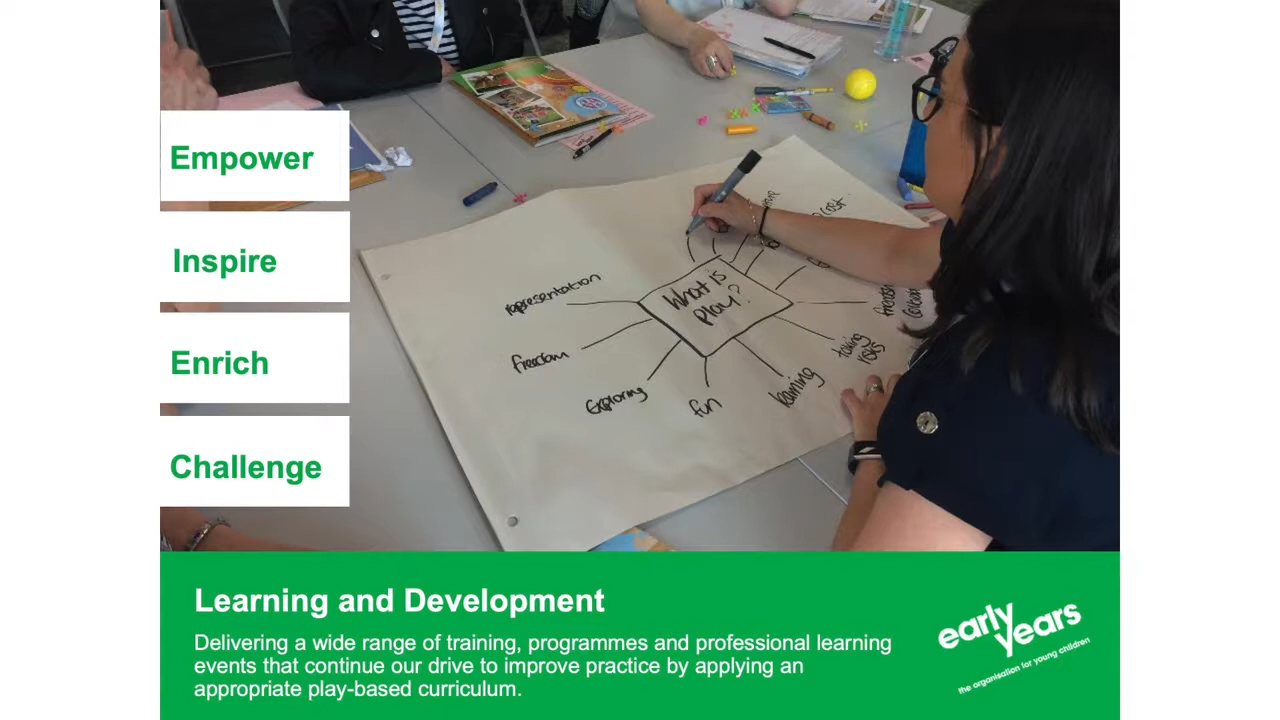 Empower
Inspire
Enrich
Challenge
What is
play?
representation
freedom
exploring
fun
learning
taking
risks
Learning and Development
Delivering a wide range of training, programmes and professional learning
events that continue our drive to improve practice by applying an
appropriate play-based curriculum.
early
years
the organisation for young children